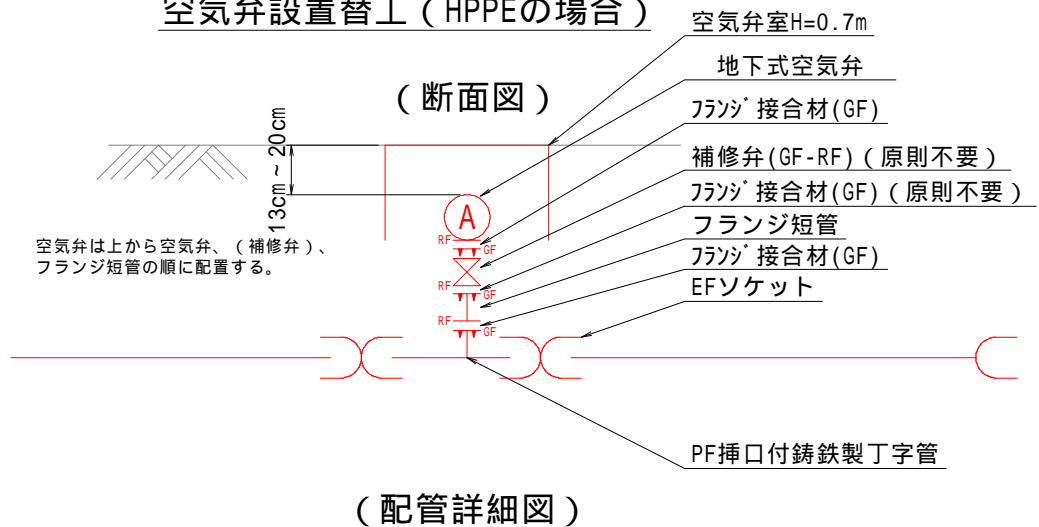 空気弁設置替工(HPPEの場合)
空気弁室H=0.7m
地下式空気弁
(断面図)
フランジ接合材(GF)
補修弁(GF-RF)(原則不要)
フランジ接合材(GF)(原則不要)
フランジ短管
フランジ接合材(GF)
EFソケット
13cm~20cm
A
RF
GF
RF
GF
RF
GF
空気弁は上から空気弁、(補修弁)、
フランジ短管の順に配置する。
PF挿口付鋳鉄製丁字管
(配管詳細図)